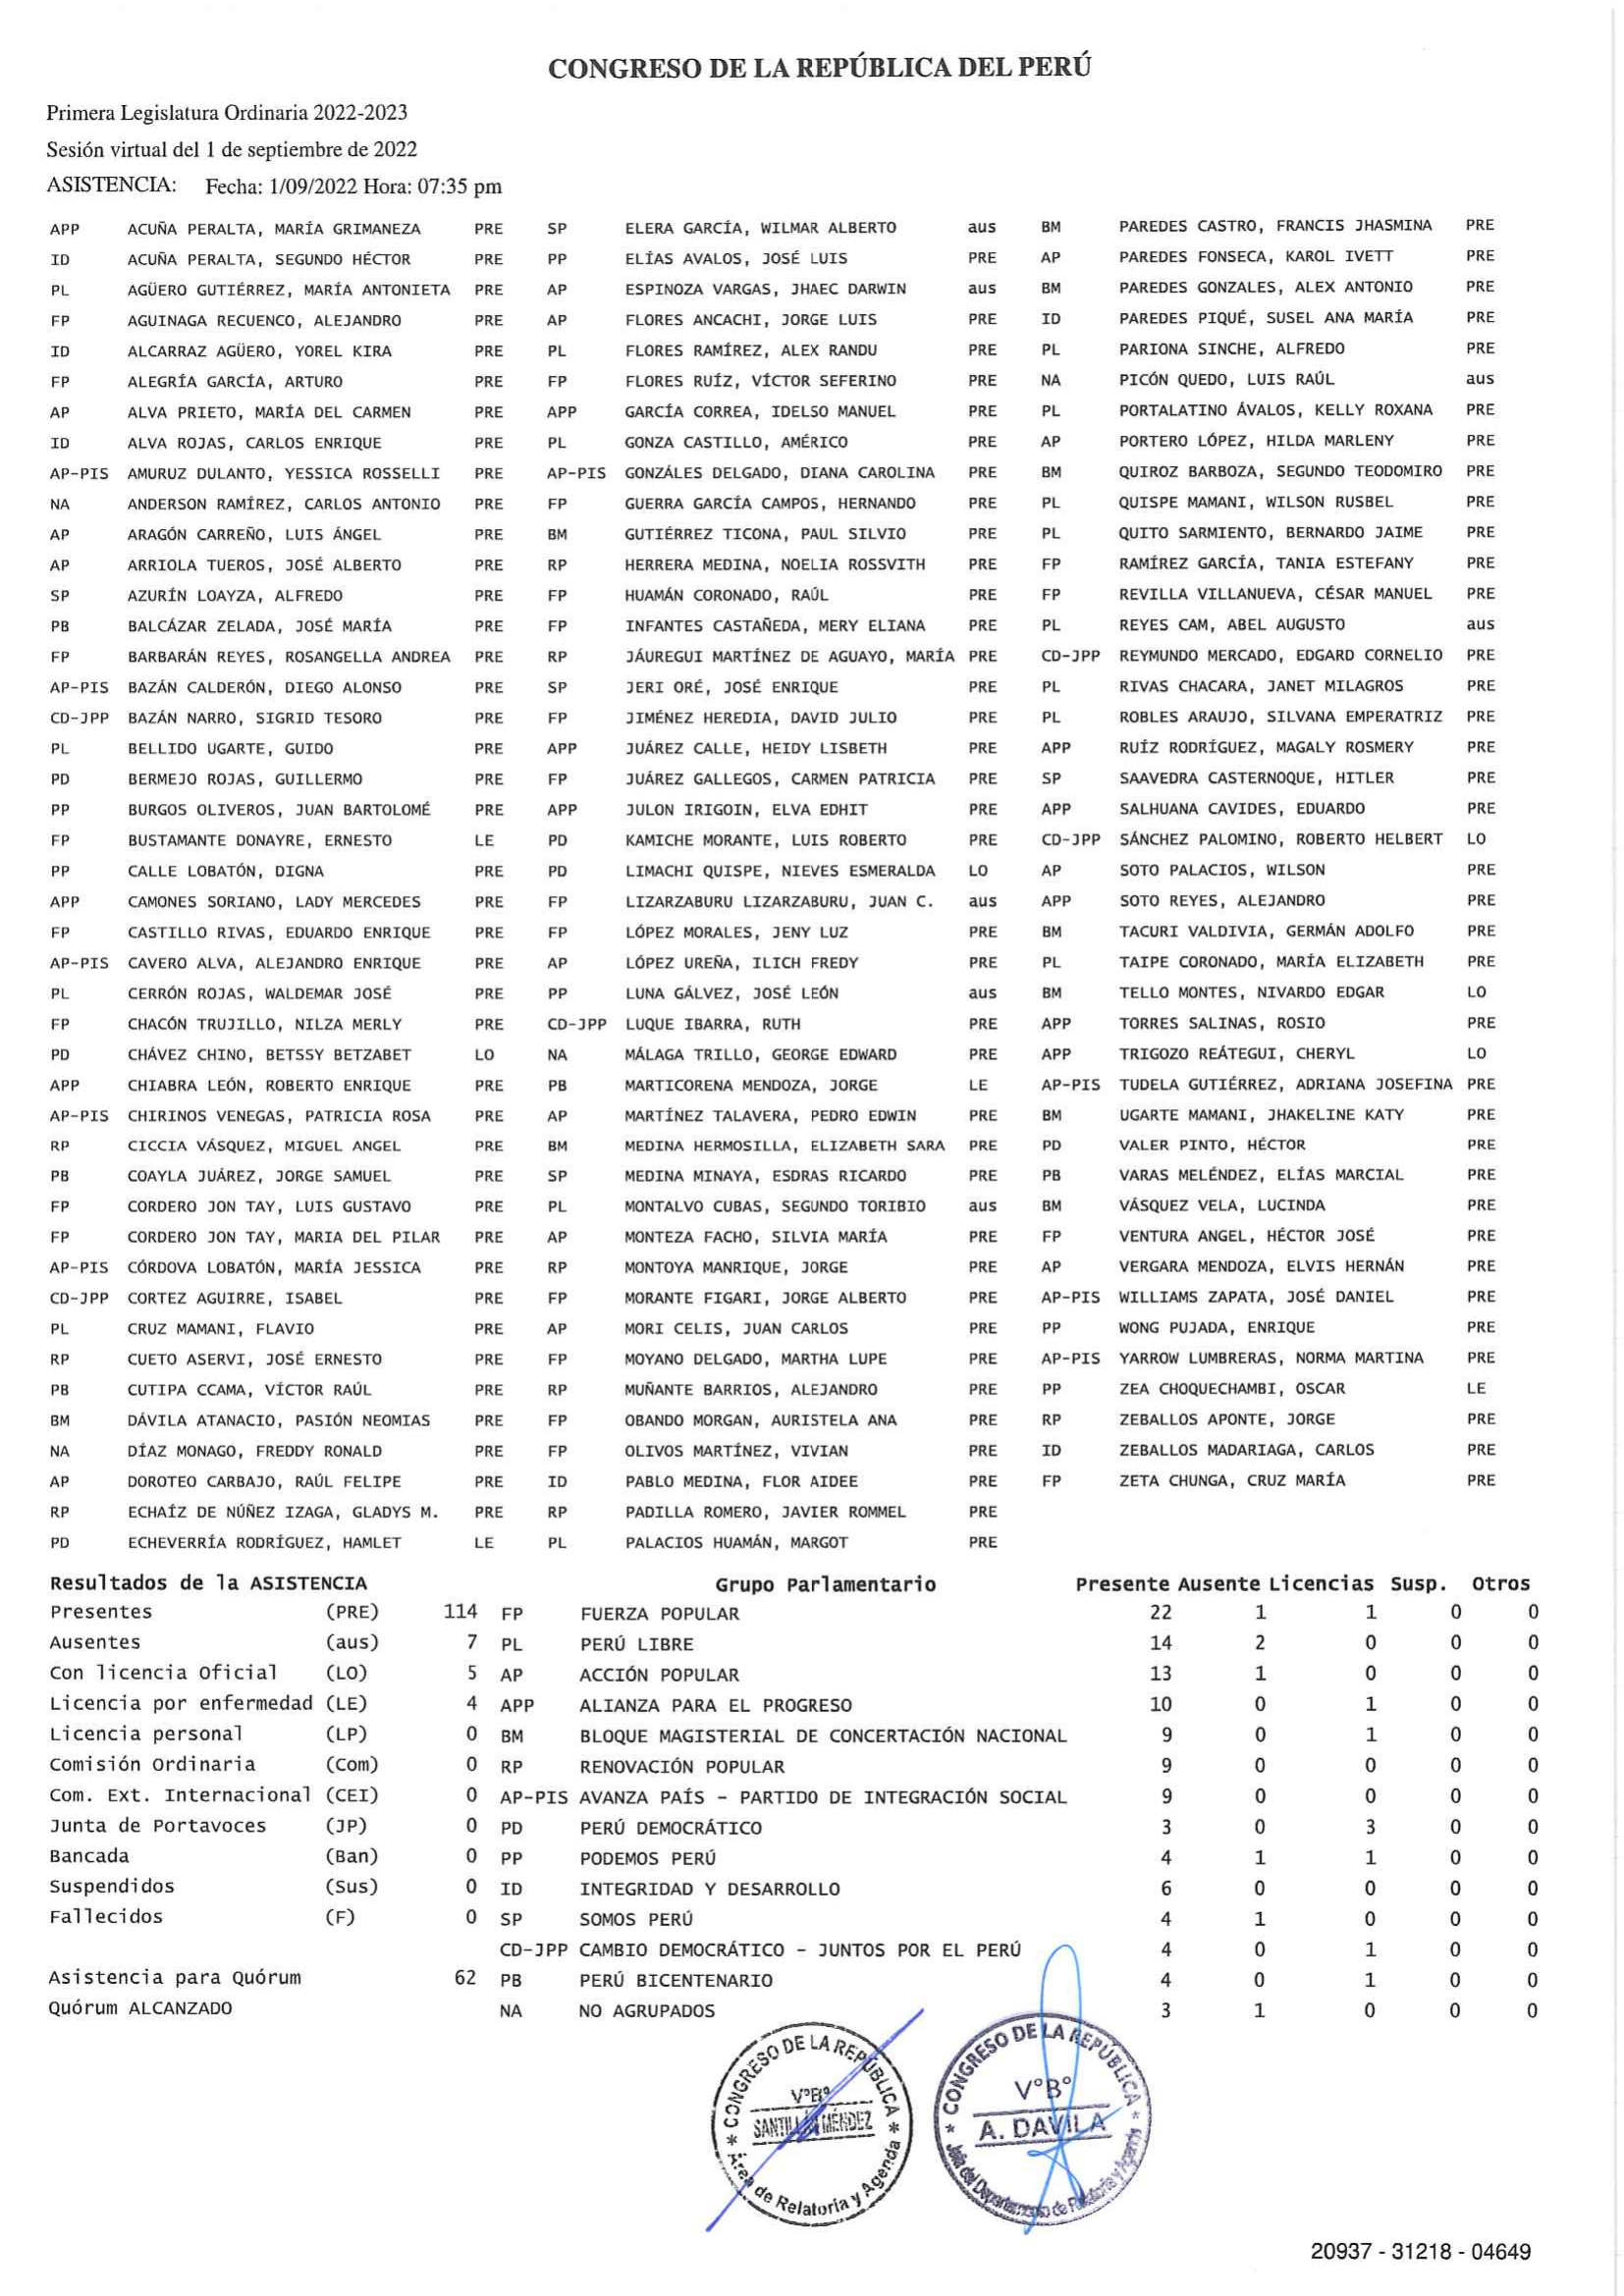 CONGRESO DE LA REPÚBLICA DEL PERÚ
Primera Legislatura Ordinaria 2022-2023
Sesión virtual del 1 de septiembre de 2022
ASISTENCIA: Fecha: 1/09/2022 Hora: 07:35 pm
APP ACUÑA PERALTA, MARÍA GRIMANEZA PRE SP ELERA GARCÍA, WILMAR ALBERTO aus BM PAREDES CASTRO, FRANCIS JHASMINA PRE
ID ACUÑA PERALTA, SEGUNDO HÉCTOR PRE PP ELÍAS AVALOS, JOSÉ LUIS PRE AP PAREDES FONSECA, KAROL IVETT PRE
PL AGÜERO GUTIÉRREZ, MARÍA ANTONIETA PRE AP ESPINOZA VARGAS, JHAEC DARWIN aus BM PAREDES GONZALES, ALEX ANTONIO PRE
FP AGUINAGA RECUENCO, ALEJANDRO PRE AP FLORES ANCACHI, JORGE LUIS PRE ID PAREDES PIQUÉ, SUSEL ANA MARÍA PRE
ID ALCARRAZ AGÜERO, YOREL KIRA PRE PL FLORES RAMÍREZ, ALEX RANDU PRE PL PARIONA SINCHE, ALFREDO PRE
FP ALEGRÍA GARCÍA, ARTURO PRE FP FLORES RUÍZ, VÍCTOR SEFERINO PRE NA PICÓN QUEDO, LUIS RAÚL aus
AP ALVA PRIETO, MARÍA DEL CARMEN PRE APP GARCÍA CORREA, IDELSO MANUEL PRE PL PORTALATINO ÁVALOS, KELLY ROXANA PRE
ID ALVA ROJAS, CARLOS ENRIQUE PRE PL GONZA CASTILLO, AMÉRICO PRE AP PORTERO LÓPEZ, HILDA MARLENY PRE
AP-PIS AMURUZ DULANTO, YESSICA ROSSELLI PRE AP-PIS GONZÁLES DELGADO, DIANA CAROLINA PRE BM QUIROZ BARBOZA, SEGUNDO TEODOMIRO PRE
NA ANDERSON RAMÍREZ, CARLOS ANTONIO PRE FP GUERRA GARCÍA CAMPOS, HERNANDO PRE PL QUISPE MAMANI, WILSON RUSBEL PRE
AP ARAGÓN CARREÑO, LUIS ÁNGEL PRE BM GUTIÉRREZ TICONA, PAUL SILVIO PRE PL QUITO SARMIENTO, BERNARDO JAIME PRE
AP ARRIOLA TUEROS, JOSÉ ALBERTO PRE RP HERRERA MEDINA, NOELIA ROSSVITH PRE FP RAMÍREZ GARCÍA, TANIA ESTEFANY PRE
SP AZURÍN LOAYZA, ALFREDO PRE FP HUAMÁN CORONADO, RAÚL PRE FP REVILLA VILLANUEVA, CÉSAR MANUEL PRE
PB BALCÁZAR ZELADA, JOSÉ MARÍA PRE FP INFANTES CASTAÑEDA, MERY ELIANA PRE PL REYES CAM, ABEL AUGUSTO aus
FP BARBARÁN REYES, ROSANGELLA ANDREA PRE RP JÁUREGUI MARTÍNEZ DE AGUAYO, MARÍA PRE CD-JPP REYMUNDO MERCADO, EDGARD CORNELIO PRE
AP-PIS BAZÁN CALDERÓN, DIEGO ALONSO PRE SP JERI ORÉ, JOSÉ ENRIQUE PRE PL RIVAS CHACARA, JANET MILAGROS PRE
CD-JPP BAZÁN NARRO, SIGRID TESORO PRE FP JIMÉNEZ HEREDIA, DAVID JULIO PRE PL ROBLES ARAUJO, SILVANA EMPERATRIZ PRE
PL BELLIDO UGARTE, GUIDO PRE APP JUÁREZ CALLE, HEIDY LISBETH PRE APP RUÍZ RODRÍGUEZ, MAGALY ROSMERY PRE
PD BERMEJO ROJAS, GUILLERMO PRE FP JUÁREZ GALLEGOS, CARMEN PATRICIA PRE SP SAAVEDRA CASTERNOQUE, HITLER PRE
PP BURGOS OLIVEROS, JUAN BARTOLOMÉ PRE APP JULON IRIGOIN, ELVA EDHIT PRE APP SALHUANA CAVIDES, EDUARDO PRE
FP BUSTAMANTE DONAYRE, ERNESTO LE PD KAMICHE MORANTE, LUIS ROBERTO PRE CD-JPP SÁNCHEZ PALOMINO, ROBERTO HELBERT LO
PP CALLE LOBATÓN, DIGNA PRE PD LIMACHI QUISPE, NIEVES ESMERALDA LO AP SOTO PALACIOS, WILSON PRE
APP CAMONES SORIANO, LADY MERCEDES PRE FP LIZARZABURU LIZARZABURU, JUAN C. aus APP SOTO REYES, ALEJANDRO PRE
FP CASTILLO RIVAS, EDUARDO ENRIQUE PRE FP LÓPEZ MORALES, JENY LUZ PRE BM TACURI VALDIVIA, GERMÁN ADOLFO PRE
AP-PIS CAVERO ALVA, ALEJANDRO ENRIQUE PRE AP LÓPEZ UREÑA, ILICH FREDY PRE PL TAIPE CORONADO, MARÍA ELIZABETH PRE
PL CERRÓN ROJAS, WALDEMAR JOSÉ PRE PP LUNA GÁLVEZ, JOSÉ LEÓN aus BM TELLO MONTES, NIVARDO EDGAR LO
FP CHACÓN TRUJILLO, NILZA MERLY PRE CD-JPP LUQUE IBARRA, RUTH PRE APP TORRES SALINAS, ROSIO PRE
PD CHÁVEZ CHINO, BETSSY BETZABET LO NA MÁLAGA TRILLO, GEORGE EDWARD PRE APP TRIGOZO REÁTEGUI, CHERYL LO
APP CHIABRA LEÓN, ROBERTO ENRIQUE PRE PB MARTICORENA MENDOZA, JORGE LE AP-PIS TUDELA GUTIÉRREZ, ADRIANA JOSEFINA PRE
AP-PIS CHIRINOS VENEGAS, PATRICIA ROSA PRE AP MARTÍNEZ TALAVERA, PEDRO EDWIN PRE BM UGARTE MAMANI, JHAKELINE KATY PRE
RP CICCIA VÁSQUEZ, MIGUEL ANGEL PRE BM MEDINA HERMOSILLA, ELIZABETH SARA PRE PD VALER PINTO, HÉCTOR PRE
PB COAYLA JUÁREZ, JORGE SAMUEL PRE SP MEDINA MINAYA, ESDRAS RICARDO PRE PB VARAS MELÉNDEZ, ELÍAS MARCIAL PRE
FP CORDERO JON TAY, LUIS GUSTAVO PRE PL MONTALVO CUBAS, SEGUNDO TORIBIO aus BM VÁSQUEZ VELA, LUCINDA PRE
FP CORDERO JON TAY, MARIA DEL PILAR PRE AP MONTEZA FACHO, SILVIA MARÍA PRE FP VENTURA ANGEL, HÉCTOR JOSÉ PRE
AP-PIS CÓRDOVA LOBATÓN, MARÍA JESSICA PRE RP MONTOYA MANRIQUE, JORGE PRE AP VERGARA MENDOZA, ELVIS HERNÁN PRE
CD-JPP CORTEZ AGUIRRE, ISABEL PRE FP MORANTE FIGARI, JORGE ALBERTO PRE AP-PIS WILLIAMS ZAPATA, JOSÉ DANIEL PRE
PL CRUZ MAMANI, FLAVIO PRE AP MORI CELIS, JUAN CARLOS PRE PP WONG PUJADA, ENRIQUE PRE
RP CUETO ASERVI, JOSÉ ERNESTO PRE FP MOYANO DELGADO, MARTHA LUPE PRE AP-PIS YARROW LUMBRERAS, NORMA MARTINA PRE
PB CUTIPA CCAMA, VÍCTOR RAÚL PRE RP MUÑANTE BARRIOS, ALEJANDRO PRE PP ZEA CHOQUECHAMBI, OSCAR LE
BM DÁVILA ATANACIO, PASIÓN NEOMIAS PRE FP OBANDO MORGAN, AURISTELA ANA PRE RP ZEBALLOS APONTE, JORGE PRE
NA DÍAZ MONAGO, FREDDY RONALD PRE FP OLIVOS MARTÍNEZ, VIVIAN PRE ID ZEBALLOS MADARIAGA, CARLOS PRE
AP DOROTEO CARBAJO, RAÚL FELIPE PRE ID PABLO MEDINA, FLOR AIDEE PRE FP ZETA CHUNGA, CRUZ MARÍA PRE
RP ECHAÍZ DE NÚÑEZ IZAGA, GLADYS M. PRE RP PADILLA ROMERO, JAVIER ROMMEL PRE
PD ECHEVERRÍA RODRÍGUEZ, HAMLET LE PL PALACIOS HUAMÁN, MARGOT PRE
Resultados de la ASISTENCIA Grupo Parlamentario Presente Ausente Licencias Susp. Otros
Presentes (PRE) 114 FP FUERZA POPULAR 22 1 1 0 0
Ausentes (aus) 7 PL PERÚ LIBRE 14 2 0 0 0
Con licencia Oficial (LO) 5 AP ACCIÓN POPULAR 13 1 0 0 0
Licencia por enfermedad (LE) 4 APP ALIANZA PARA EL PROGRESO 10 0 1 0 0
Licencia personal (LP) 0 BM BLOQUE MAGISTERIAL DE CONCERTACIÓN NACIONAL 9 0 1 0 0
Comisión Ordinaria (Com) 0 RP RENOVACIÓN POPULAR 9 0 0 0 0
Com. Ext. Internacional (CEI) 0 AP-PIS AVANZA PAÍS - PARTIDO DE INTEGRACIÓN SOCIAL 9 0 0 0 0
Junta de Portavoces (JP) 0 PD PERÚ DEMOCRÁTICO 3 0 3 0 0
Bancada (Ban) 0 PP PODEMOS PERÚ 4 1 1 0 0
Suspendidos (Sus) 0 ID INTEGRIDAD Y DESARROLLO 6 0 0 0 0
Fallecidos (F) 0 SP SOMOS PERÚ 4 1 0 0 0
CD-JPP CAMBIO DEMOCRÁTICO - JUNTOS POR EL PERÚ 4 0 1 0 0
Asistencia para Quórum 62 PB PERÚ BICENTENARIO 4 0 1 0 0
Quórum ALCANZADO NA NO AGRUPADOS 3 1 0 0 0
* CONGRESO DE LA REPÚBLICA *
V°B°
SANTILLÁN MÉNDEZ
Área de Relatoría y Agenda
* CONGRESO DE LA REPÚBLICA *
V°B°
A. DAVILA
Jefa del Departamento de Relatoría y Agenda
20937 - 31218 - 04649